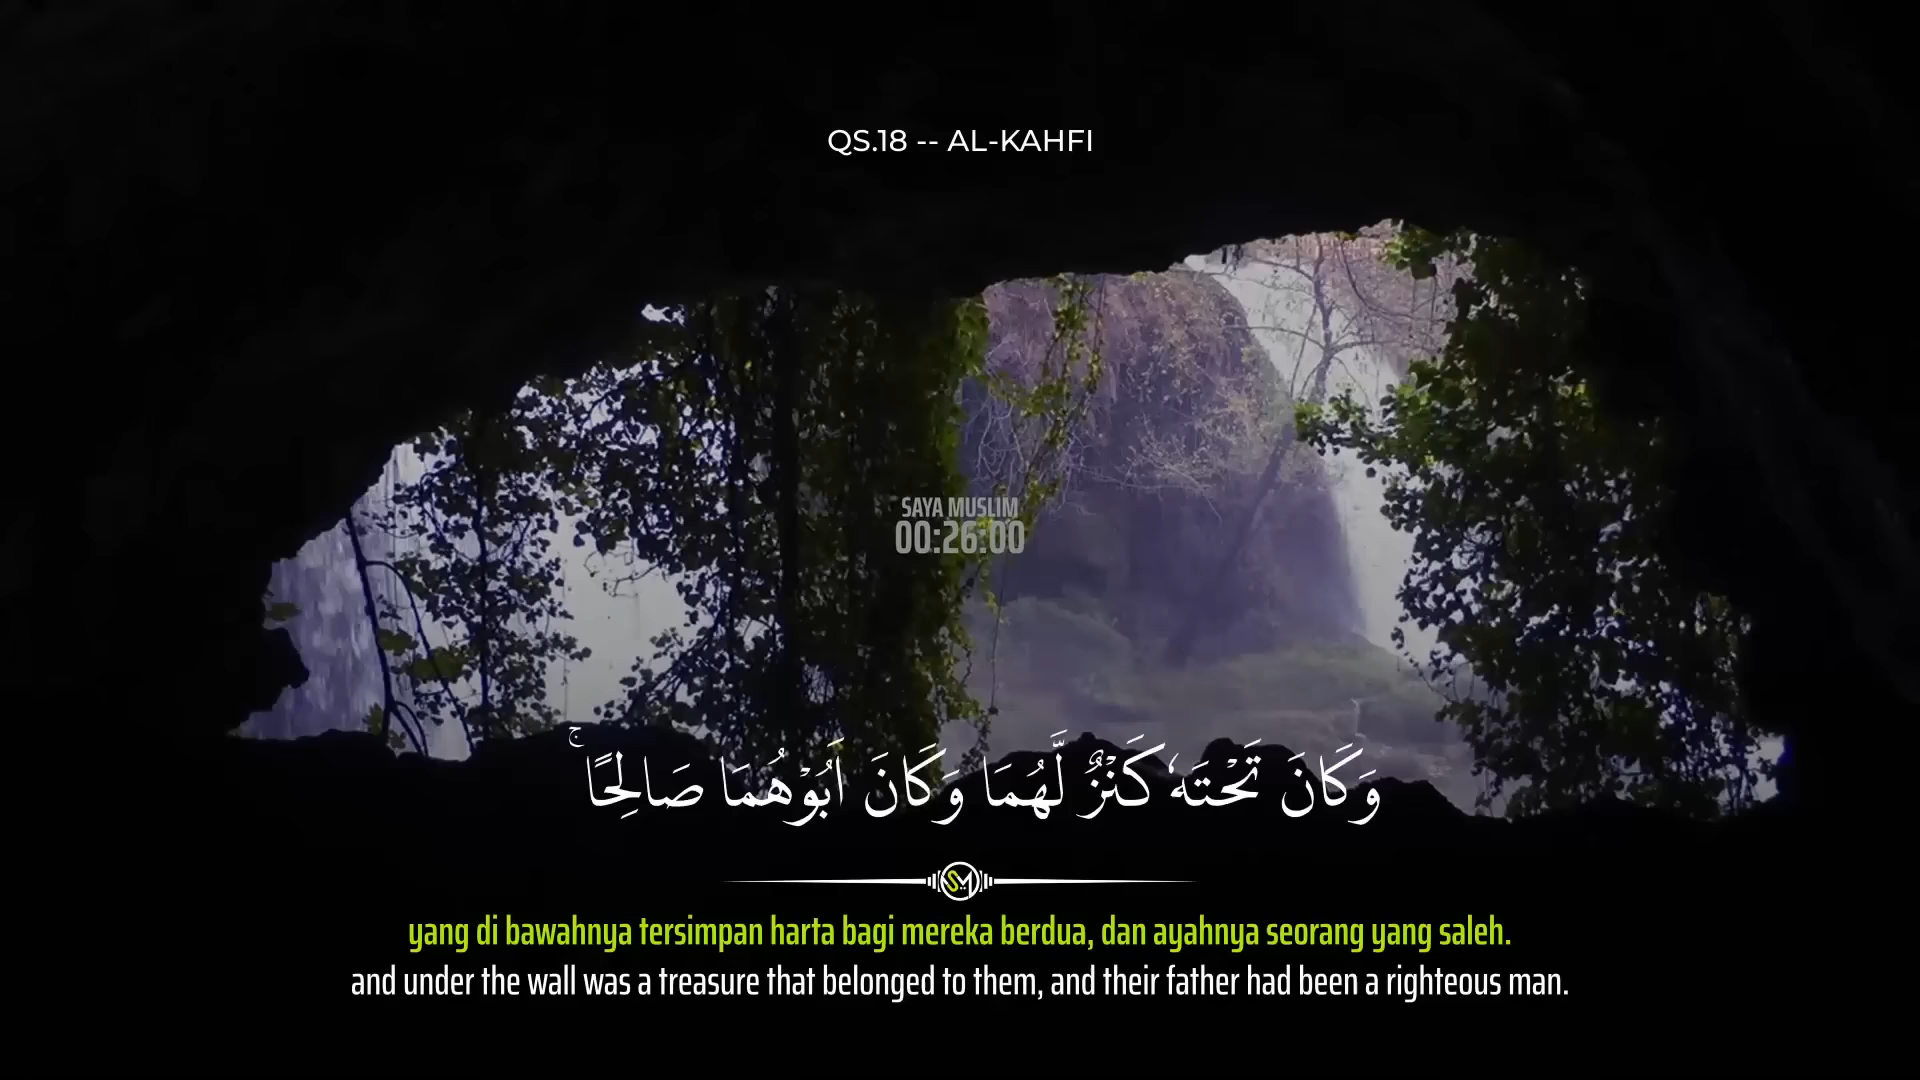 QS.18 -- AL-KAHFI
SAYA MUSLIM
00:26:00
وَكَانَ تَحْتَهٗ كَنْزٌ لَّهُمَا وَكَانَ اَبُوْهُمَا صَالِحًاۚ
SM
yang di bawahnya tersimpan harta bagi mereka berdua, dan ayahnya seorang yang saleh.
and under the wall was a treasure that belonged to them, and their father had been a righteous man.